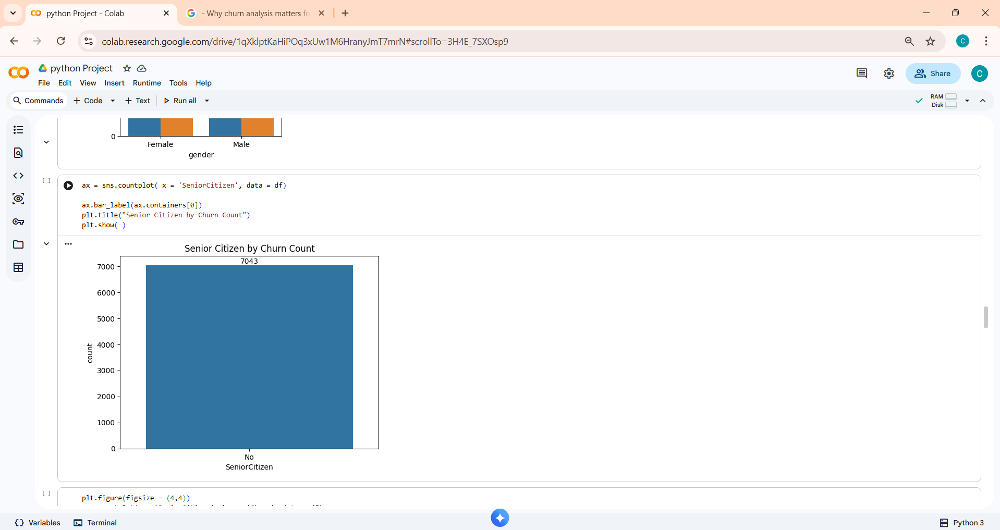 python Project - Colab
- Why churn analysis matters fo
colab.research.google.com/drive/1qXklptKaHiPOq3xUw1M6HranyJmT7mrN#scrollTo=3H4E_7SXOsp9
C
python Project
File Edit View Insert Runtime Tools Help
Share
C
Commands + Code + Text Run all
RAM
Disk
0
Female Male
gender
[ ]
ax = sns.countplot( x = 'SeniorCitizen', data = df)
ax.bar_label(ax.containers[0])
plt.title("Senior Citizen by Churn Count")
plt.show( )
Senior Citizen by Churn Count
7043
7000
6000
5000
4000
3000
2000
1000
0
count
No
SeniorCitizen
[ ]
plt.figure(figsize = (4,4))
Variables Terminal
Python 3